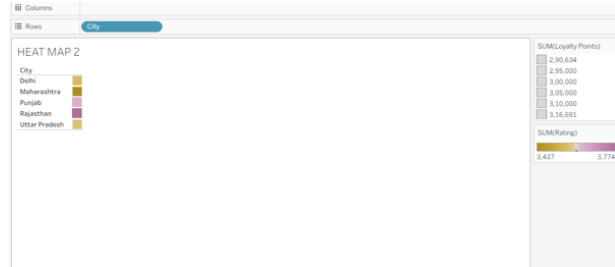 Columns
Rows City
HEAT MAP 2
City
Delhi
Maharashtra
Punjab
Rajasthan
Uttar Pradesh
SUM(Loyalty Points)
2,90,634
2,95,000
3,00,000
3,05,000
3,10,000
3,16,691
SUM(Rating)
3,437 3,774